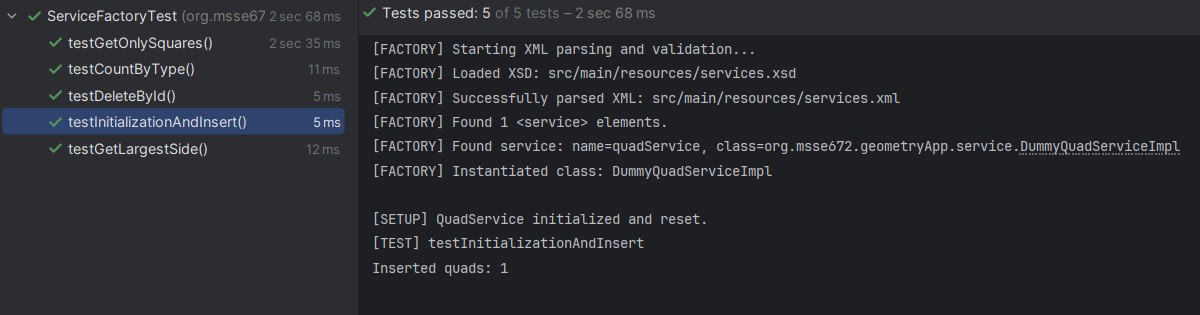 ServiceFactoryTest (org.msse67 2 sec 68 ms
testGetOnlySquares() 2 sec 35 ms
testCountByType() 11 ms
testDeleteById() 5 ms
testInitializationAndInsert() 5 ms
testGetLargestSide() 12 ms
Tests passed: 5 of 5 tests – 2 sec 68 ms
[FACTORY] Starting XML parsing and validation...
[FACTORY] Loaded XSD: src/main/resources/services.xsd
[FACTORY] Successfully parsed XML: src/main/resources/services.xml
[FACTORY] Found 1 <service> elements.
[FACTORY] Found service: name=quadService, class=org.msse672.geometryApp.service.DummyQuadServiceImpl
[FACTORY] Instantiated class: DummyQuadServiceImpl
[SETUP] QuadService initialized and reset.
[TEST] testInitializationAndInsert
Inserted quads: 1